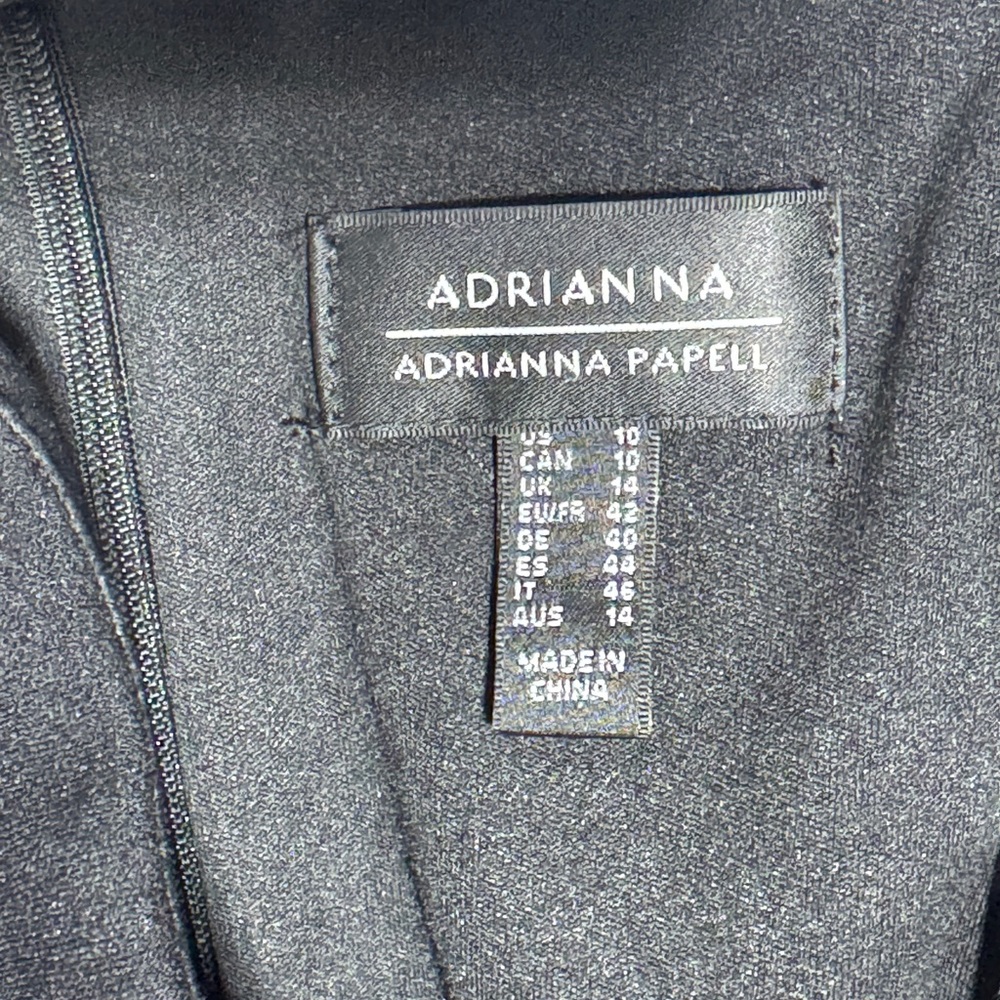 ADRIANNA
ADRIANNA PAPELL
US 10
CAN 10
UK 14
EU/FR 42
DE 40
ES 44
IT 46
AUS 14
MADE IN
CHINA